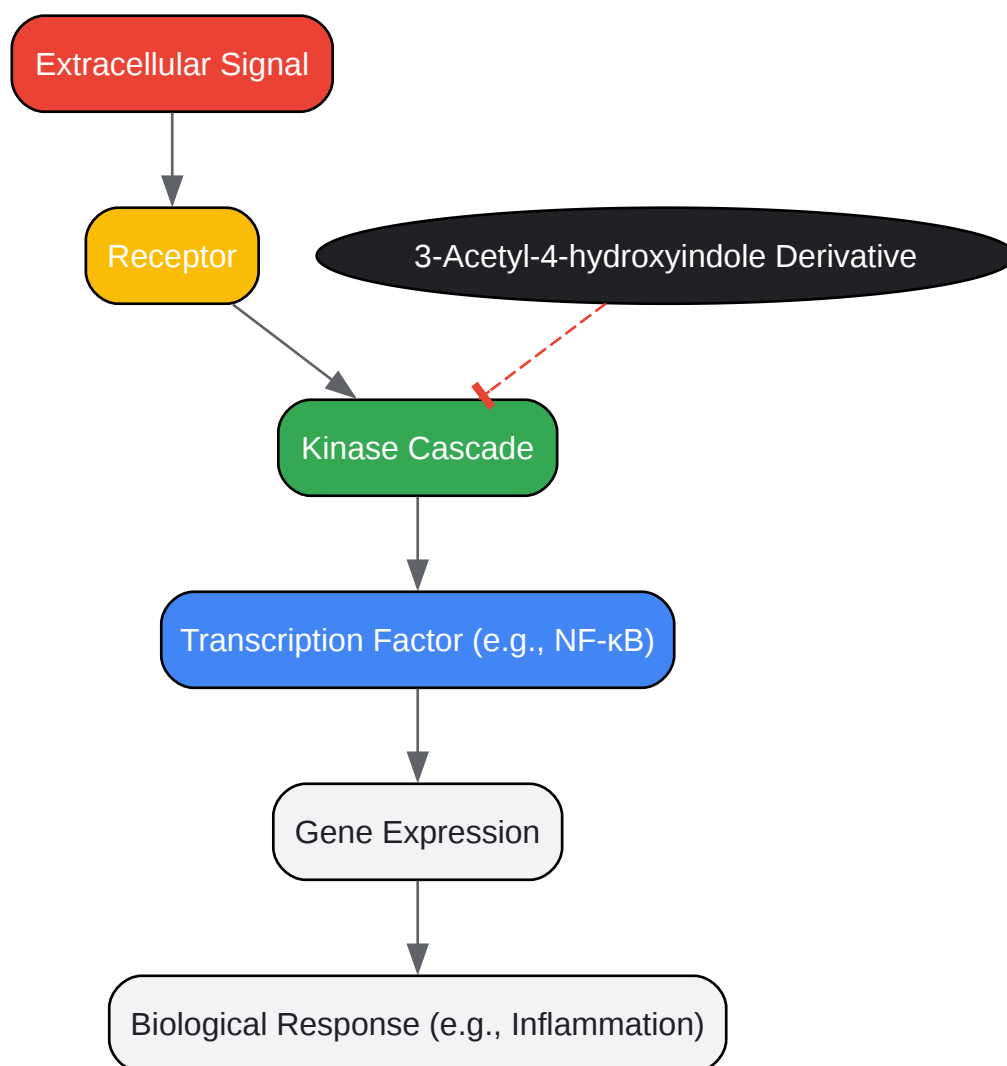 Extracellular Signal
Receptor
3-Acetyl-4-hydroxyindole Derivative
Kinase Cascade
Transcription Factor (e.g., NF-κB)
Gene Expression
Biological Response (e.g., Inflammation)